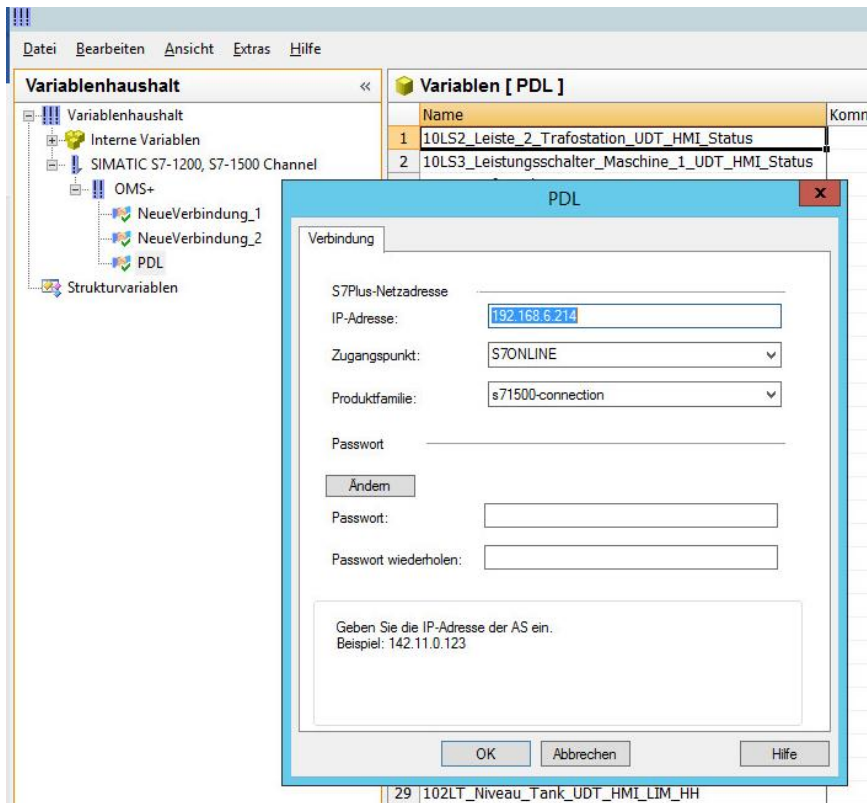 Datei Bearbeiten Ansicht Extras Hilfe
Variablenhaushalt «
Variablenhaushalt
Interne Variablen
SIMATIC S7-1200, S7-1500 Channel
OMS+
NeueVerbindung_1
NeueVerbindung_2
PDL
Strukturvariablen
Variablen [ PDL ]
Name Komm
1 10LS2_Leiste_2_Trafostation_UDT_HMI_Status
2 10LS3_Leistungsschalter_Maschine_1_UDT_HMI_Status
PDL
x
Verbindung
S7Plus-Netzadresse
IP-Adresse: 192.168.6.214
Zugangspunkt: S7ONLINE
Produktfamilie: s71500-connection
Passwort
Ändern
Passwort:
Passwort wiederholen:
Geben Sie die IP-Adresse der AS ein.
Beispiel: 142.11.0.123
OK Abbrechen Hilfe
29 102LT_Niveau_Tank_UDT_HMI_LIM_HH